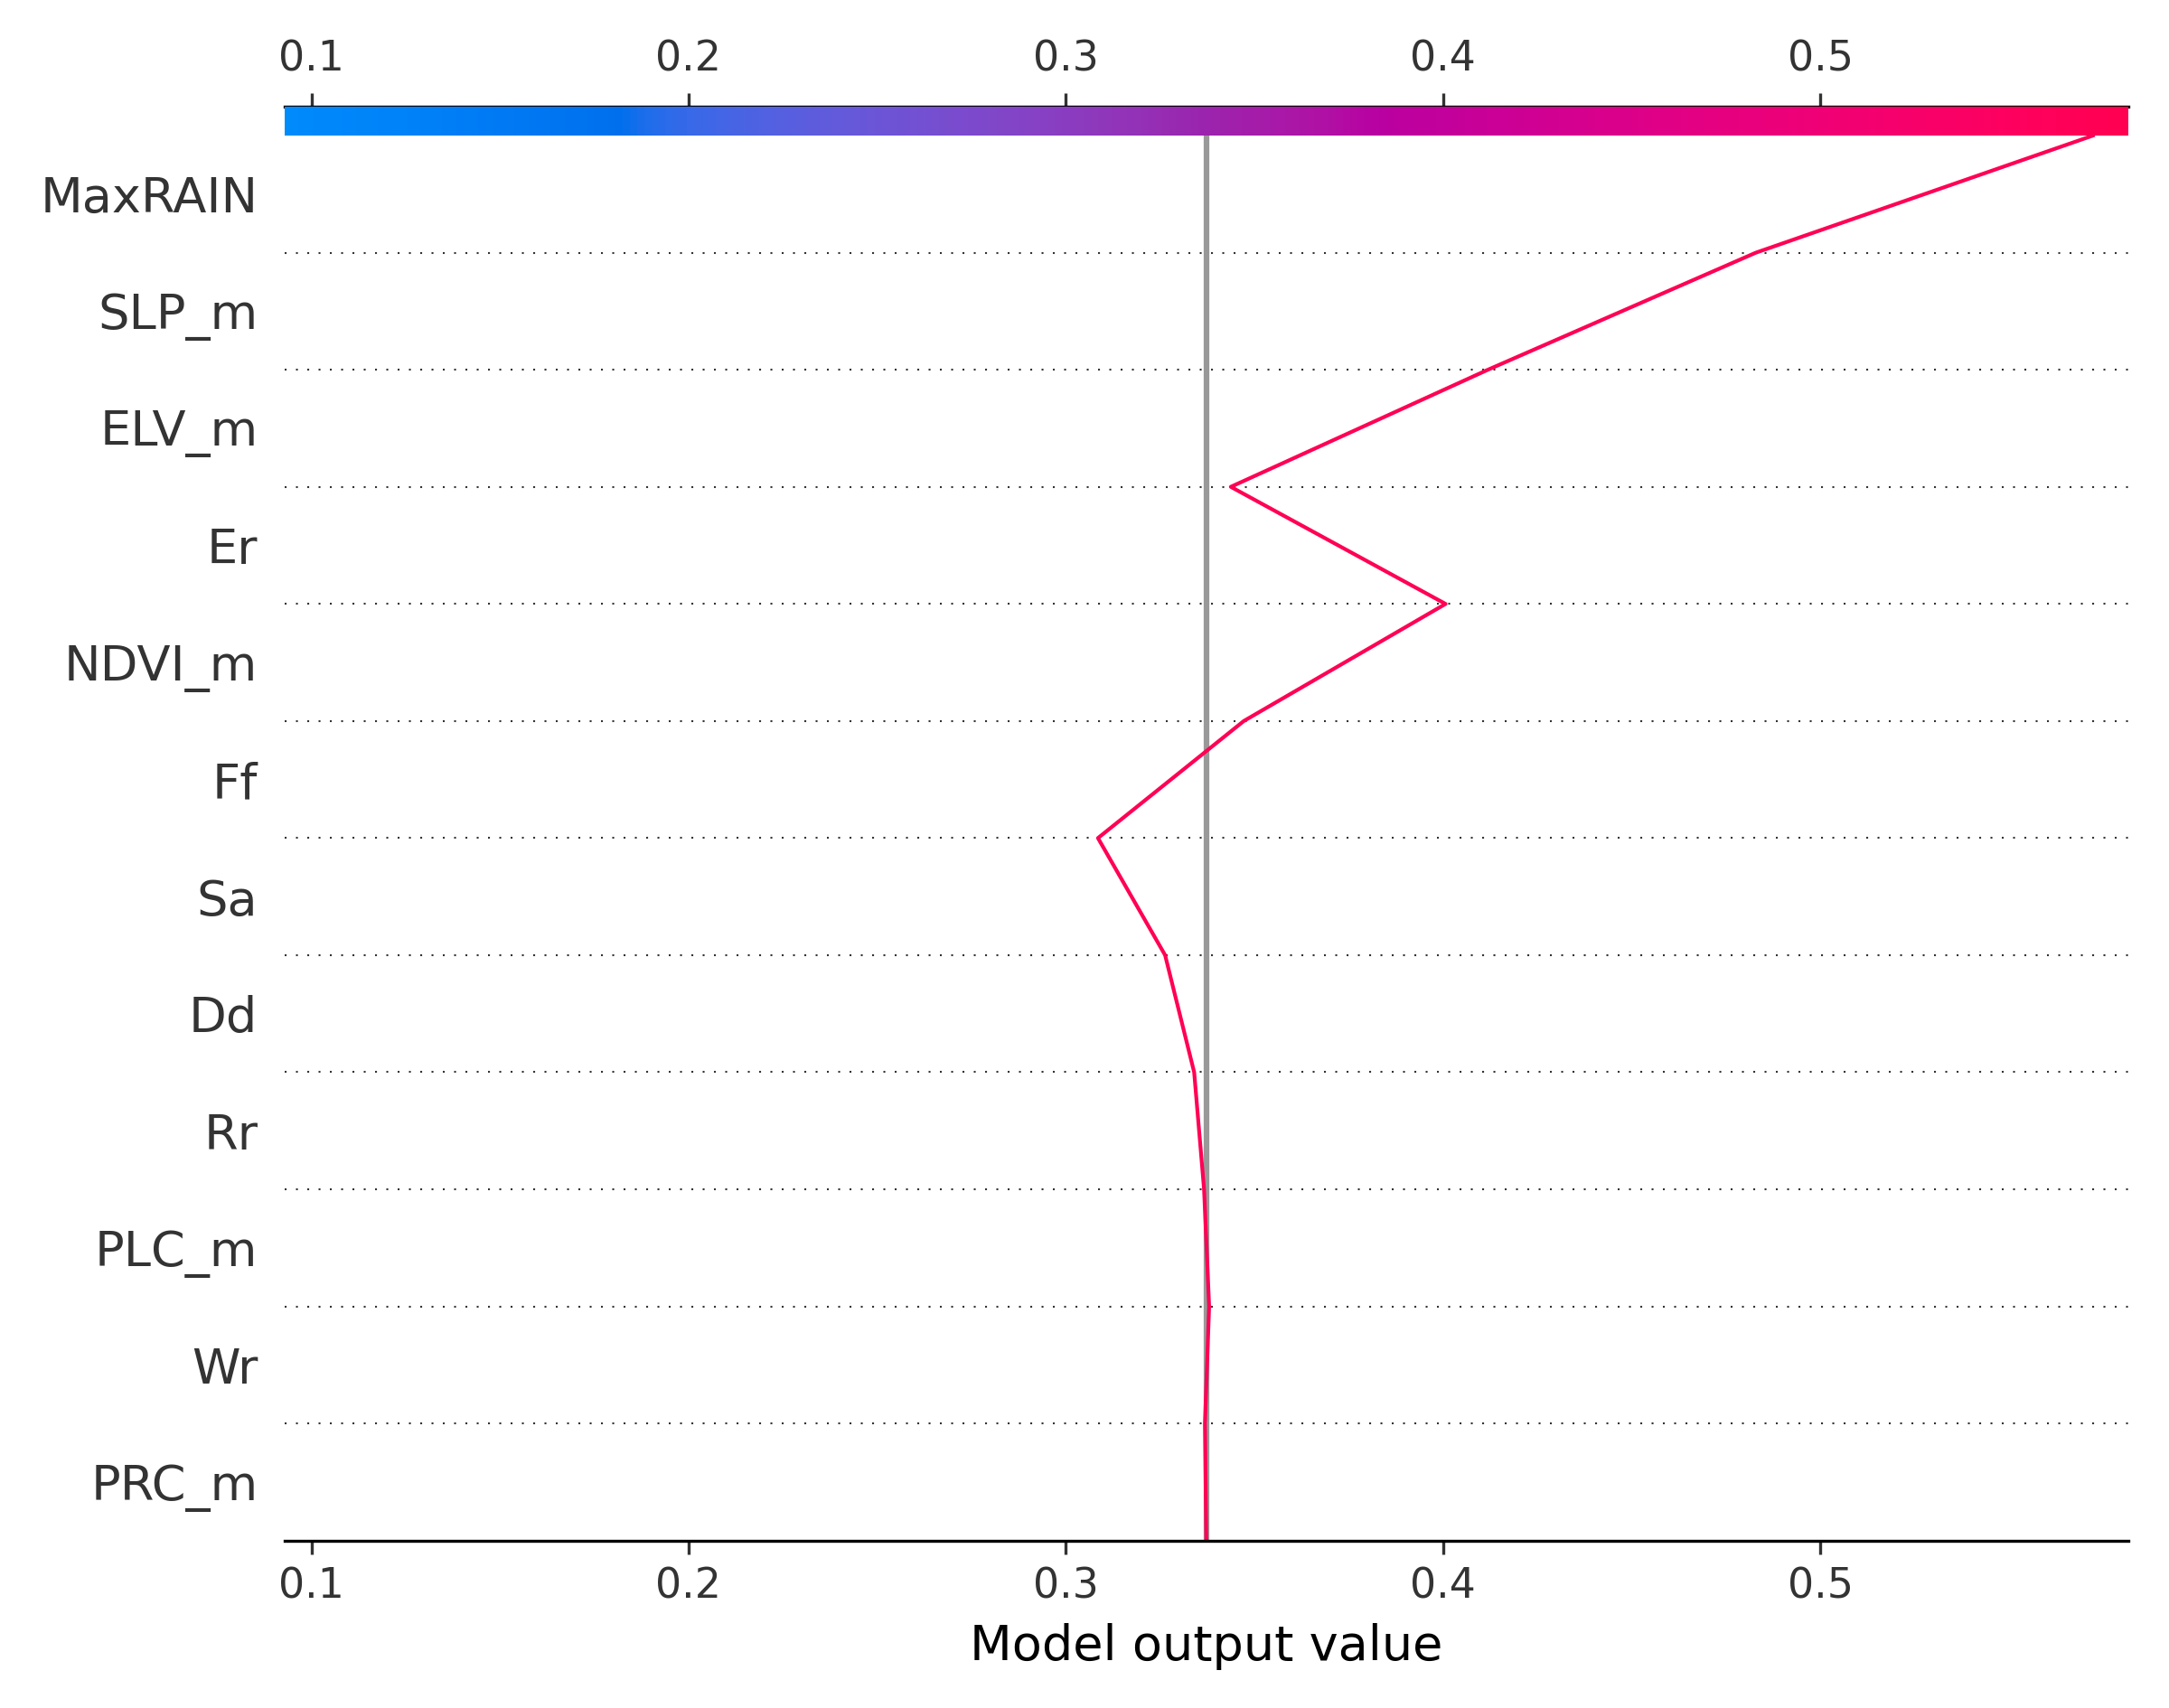 0.1 0.2 0.3 0.4 0.5
MaxRAIN
SLP_m
ELV_m
Er
NDVI_m
Ff
Sa
Dd
Rr
PLC_m
Wr
PRC_m
0.1 0.2 0.3 0.4 0.5
Model output value